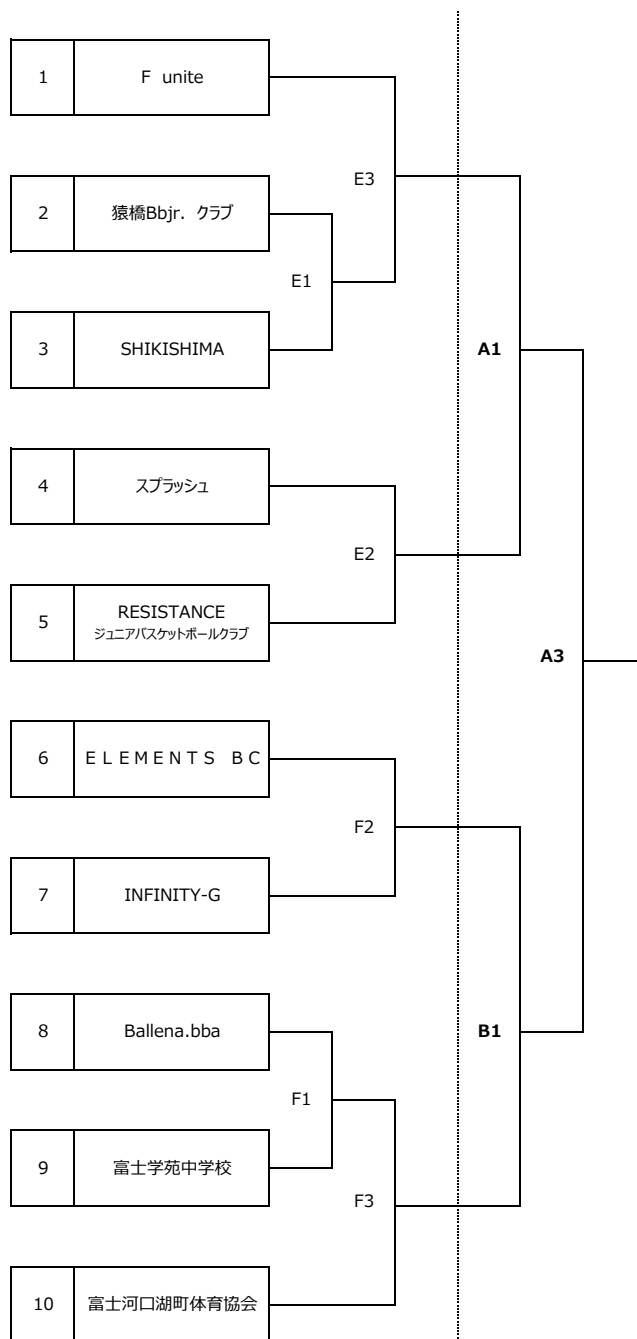 1 F unite
E3
2 猿橋Bbjr. クラブ
E1
3 SHIKISHIMA
A1
4 スプラッシュ
E2
5 RESISTANCE
ジュニアバスケットボールクラブ
A3
6 ＥＬＥＭＥＮＴＳ ＢＣ
F2
7 INFINITY-G
8 Ballena.bba
B1
F1
9 富士学苑中学校
F3
10 富士河口湖町体育協会